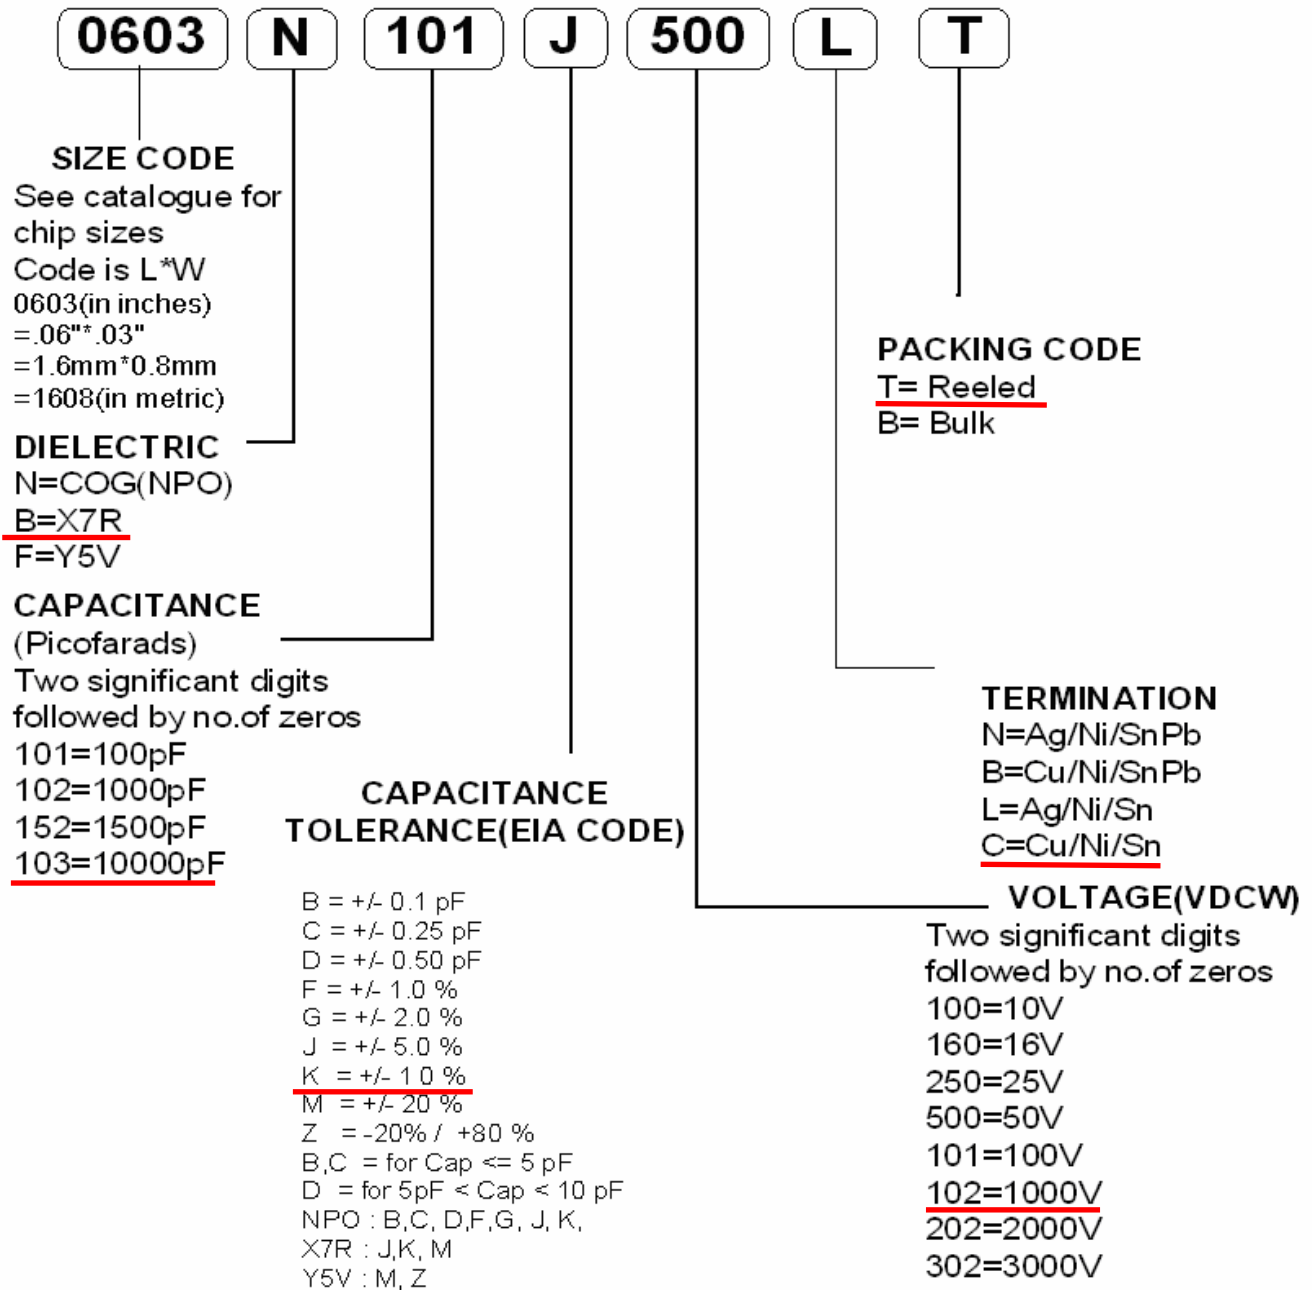 0603 N 101 J 500 L T
SIZE CODE
See catalogue for
chip sizes
Code is L*W
0603(in inches)
=.06"*.03"
=1.6mm*0.8mm
=1608(in metric)
DIELECTRIC
N=COG(NPO)
B=X7R
F=Y5V
CAPACITANCE
(Picofarads)
Two significant digits
followed by no.of zeros
101=100pF
102=1000pF
152=1500pF
103=10000pF
CAPACITANCE
TOLERANCE(EIA CODE)
B = +/- 0.1 pF
C = +/- 0.25 pF
D = +/- 0.50 pF
F = +/- 1.0 %
G = +/- 2.0 %
J = +/- 5.0 %
K = +/- 10 %
M = +/- 20 %
Z = -20% / +80 %
B,C = for Cap <= 5 pF
D = for 5pF < Cap < 10 pF
NPO : B,C, D,F,G, J, K,
X7R : J,K, M
Y5V : M, Z
PACKING CODE
T= Reeled
B= Bulk
TERMINATION
N=Ag/Ni/SnPb
B=Cu/Ni/SnPb
L=Ag/Ni/Sn
C=Cu/Ni/Sn
VOLTAGE(VDCW)
Two significant digits
followed by no.of zeros
100=10V
160=16V
250=25V
500=50V
101=100V
102=1000V
202=2000V
302=3000V